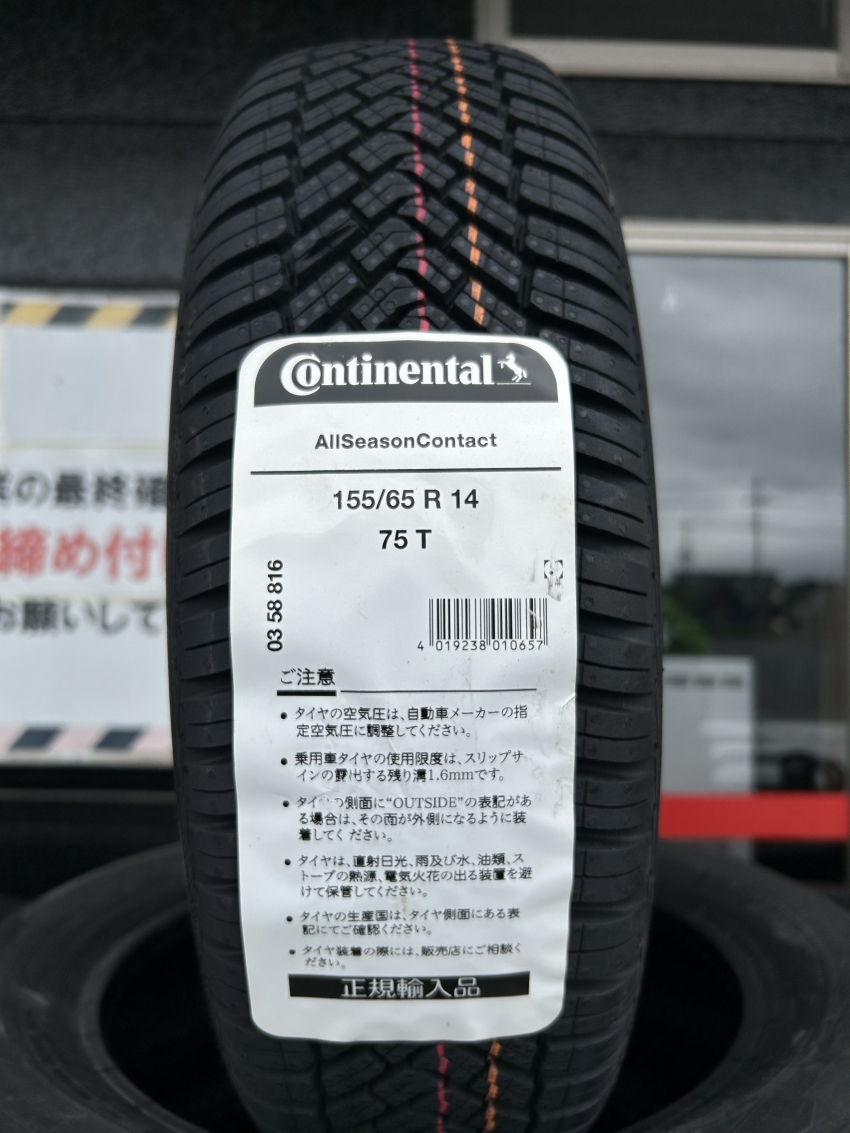 Continental
AllSeasonContact
155/65 R 14
75 T
03 58 816
4 019238 010657
ご注意
● タイヤの空気圧は、自動車メーカーの指
定空気圧に調整してください。
● 乗用車タイヤの使用限度は、スリップサ
インの露出する残り溝1.6mmです。
● タイヤの側面に“OUTSIDE”の表記があ
る場合は、その面が外側になるように装
着してください。
● タイヤは、直射日光、雨及び水、油類、ス
トーブの熱源、電気火花の出る装置を避
けて保管してください。
● タイヤの生産国は、タイヤ側面にある表
記にてご確認ください。
● タイヤ装着の際には、販売店にご相談く
ださい。
正規輸入品
の最終確
締め付け
お願いして